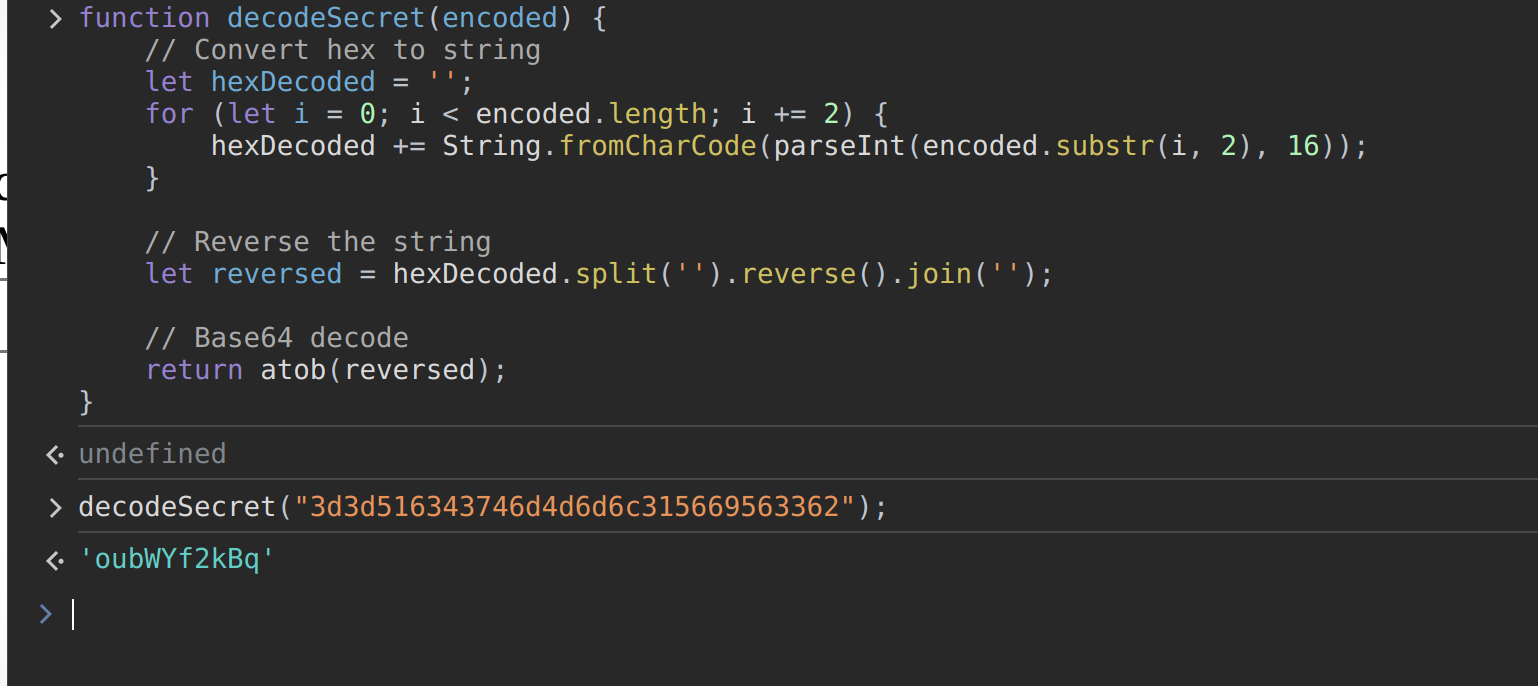 > function decodeSecret(encoded) {
    // Convert hex to string
    let hexDecoded = '';
    for (let i = 0; i < encoded.length; i += 2) {
        hexDecoded += String.fromCharCode(parseInt(encoded.substr(i, 2), 16));
    }
    // Reverse the string
    let reversed = hexDecoded.split('').reverse().join('');
    // Base64 decode
    return atob(reversed);
}
undefined
> decodeSecret("3d3d516343746d4d6d6c315669563362");
'oubWYf2kBq'
>